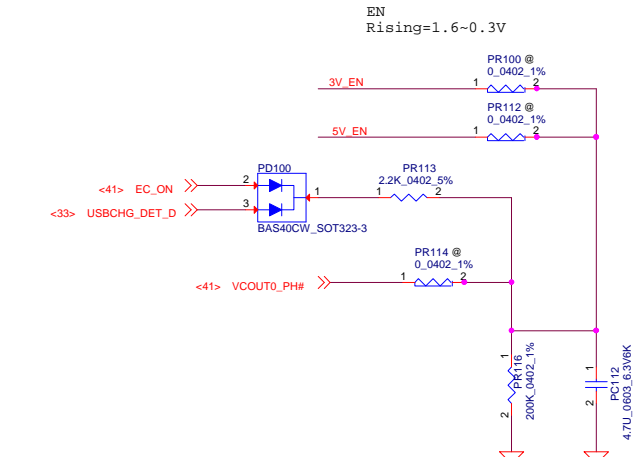 EN
Rising=1.6~0.3V
PR100 @
0_0402_1%
3V_EN
1
2
PR112 @
0_0402_1%
5V_EN
1
2
PD100
PR113
2.2K_0402_5%
<41> EC_ON
2
1
1
2
<33> USBCHG_DET_D
3
BAS40CW_SOT323-3
PR114 @
0_0402_1%
<41> VCOUT0_PH#
1
2
1
2
PR116
200K_0402_1%
1
2
PC112
4.7U_0603_6.3V6K